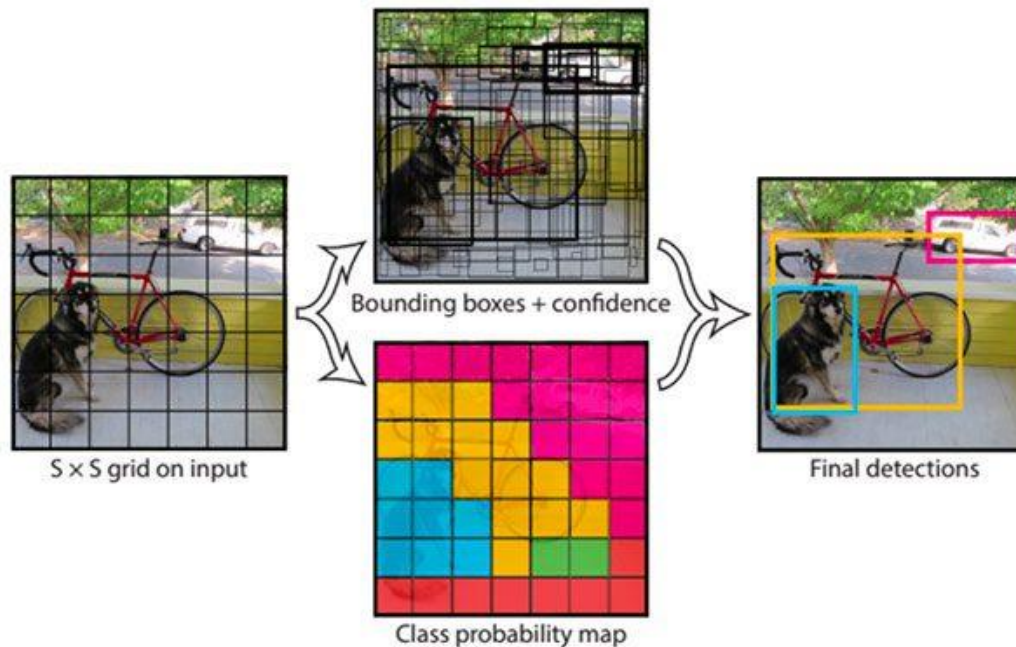 Bounding boxes + confidence
S × S grid on input
Final detections
Class probability map